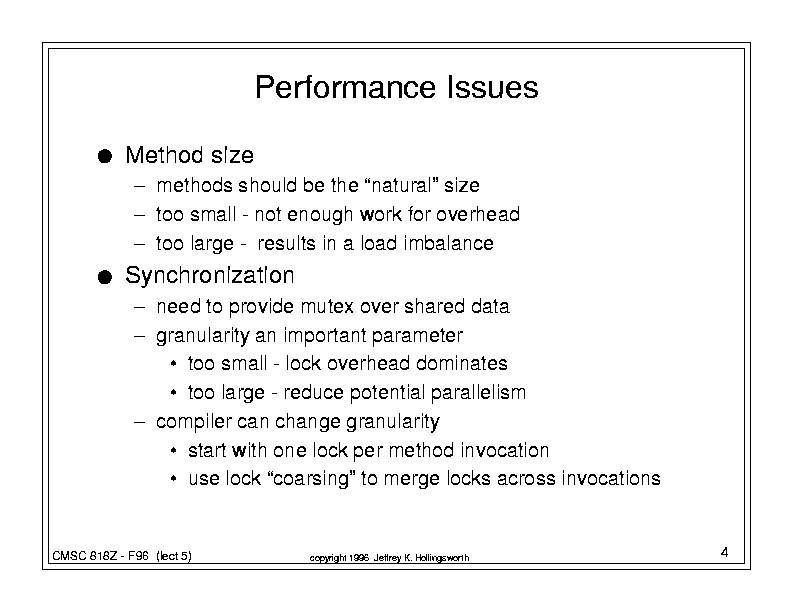 Performance Issues
● Method size
– methods should be the “natural” size
– too small - not enough work for overhead
– too large -  results in a load imbalance
● Synchronization
– need to provide mutex over shared data
– granularity an important parameter
• too small - lock overhead dominates
• too large - reduce potential parallelism
– compiler can change granularity
• start with one lock per method invocation
• use lock “coarsing” to merge locks across invocations
CMSC 818Z - F96  (lect 5)
copyright 1996  Jeffrey K. Hollingsworth
4